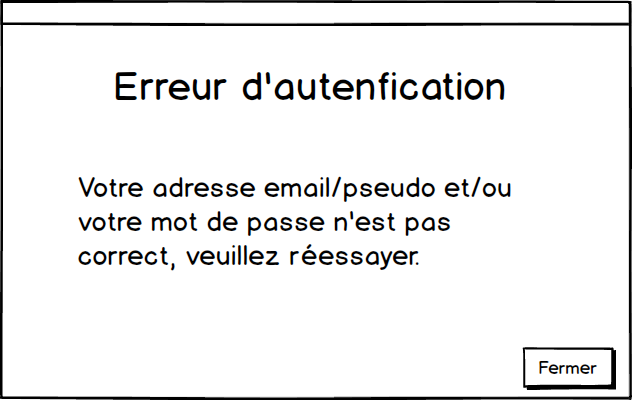 Erreur d'autenfication
Votre adresse email/pseudo et/ou
votre mot de passe n'est pas
correct, veuillez réessayer.
Fermer